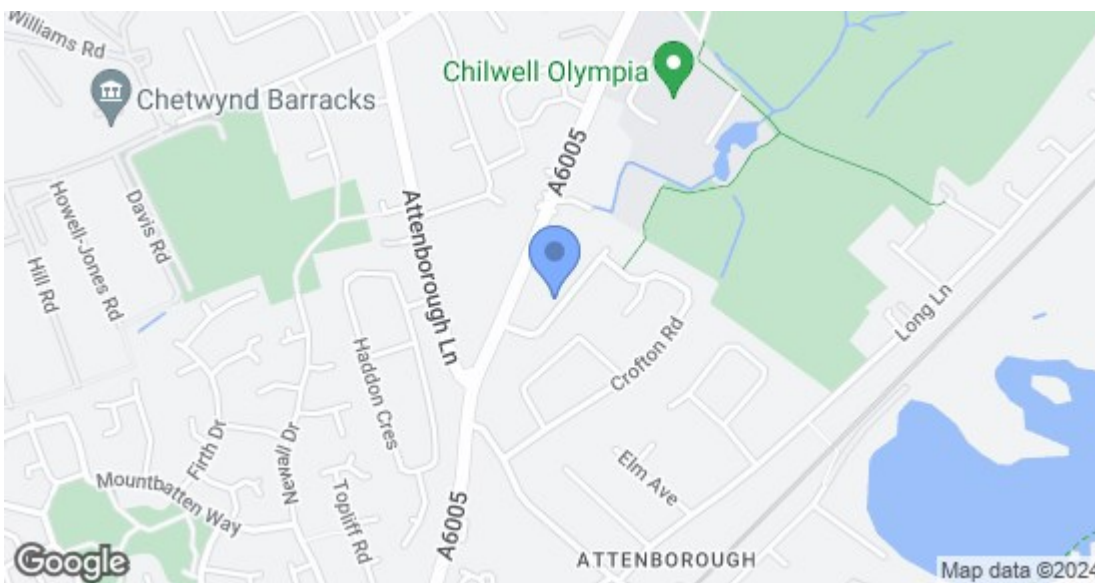 Williams Rd
Chetwynd Barracks
Chilwell Olympia
A6005
Attenborough Ln
Davis Rd
Howell-Jones Rd
Hill Rd
Haddon Cres
Crofton Rd
Long Ln
Firth Dr
Newall Dr
Mountbatten Way
Topliff Rd
Elm Ave
A6005
ATTENBOROUGH
Google
Map data ©2024